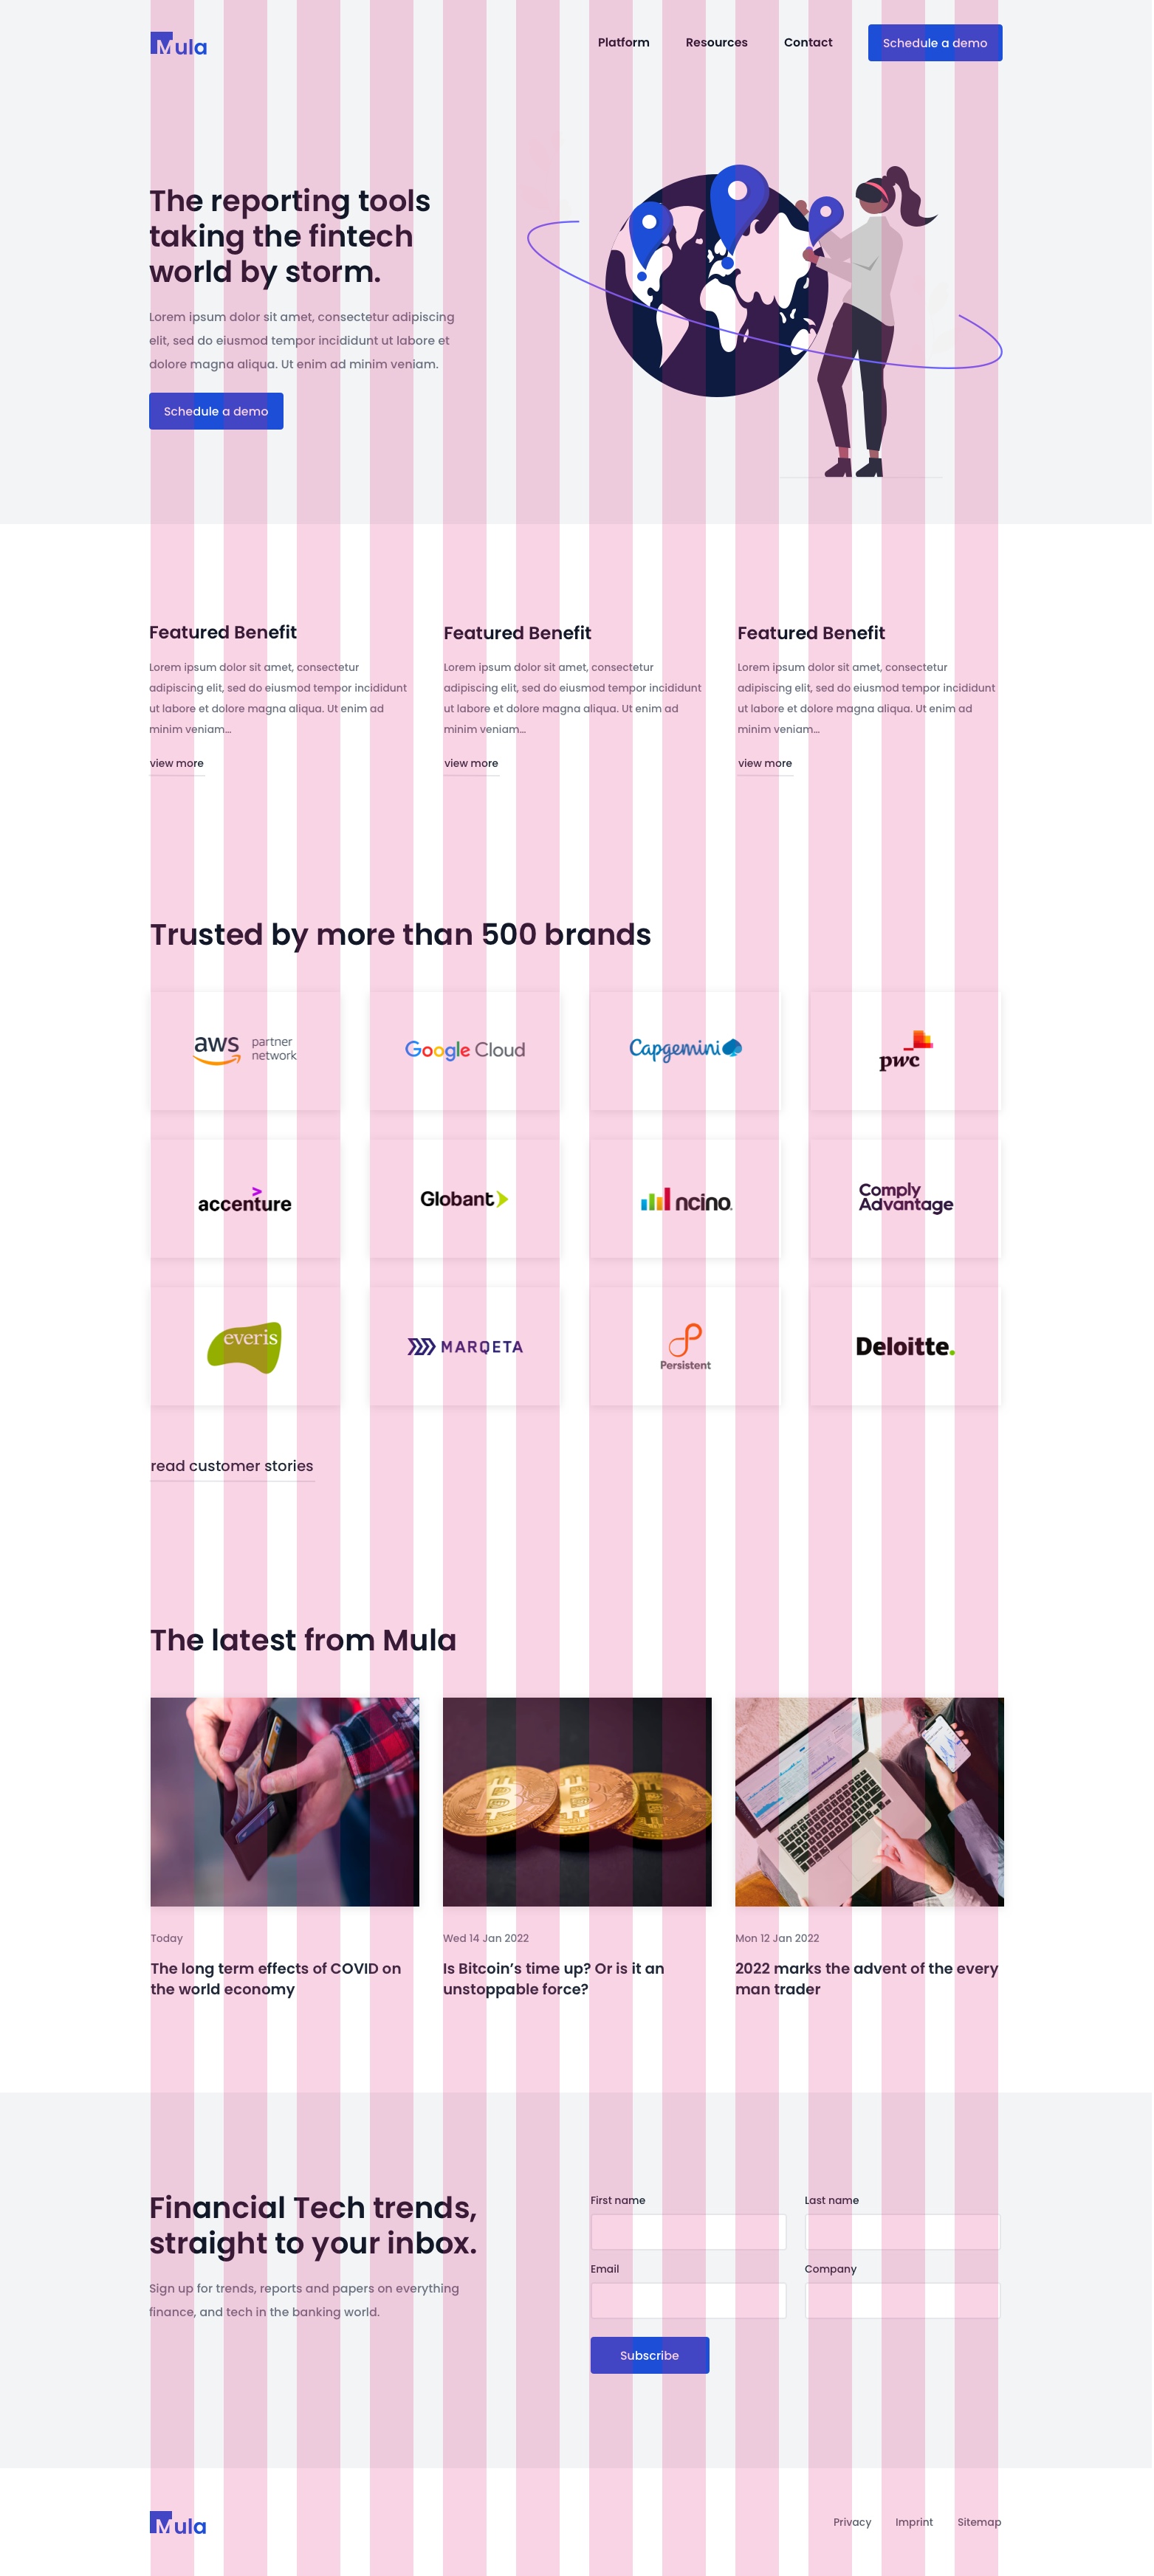 Mula
Platform
Resources
Contact
Schedule a demo
The reporting tools
taking the fintech
world by storm.
Lorem ipsum dolor sit amet, consectetur adipiscing
elit, sed do eiusmod tempor incididunt ut labore et
dolore magna aliqua. Ut enim ad minim veniam.
Schedule a demo
Featured Benefit
Lorem ipsum dolor sit amet, consectetur
adipiscing elit, sed do eiusmod tempor incididunt
ut labore et dolore magna aliqua. Ut enim ad
minim veniam...
view more
Featured Benefit
Lorem ipsum dolor sit amet, consectetur
adipiscing elit, sed do eiusmod tempor incididunt
ut labore et dolore magna aliqua. Ut enim ad
minim veniam...
view more
Featured Benefit
Lorem ipsum dolor sit amet, consectetur
adipiscing elit, sed do eiusmod tempor incididunt
ut labore et dolore magna aliqua. Ut enim ad
minim veniam...
view more
Trusted by more than 500 brands
aws partner
network
Google Cloud
Capgemini
pwc
accenture
Globant
ncino
Comply
Advantage
everis
MARQETA
Persistent
Deloitte.
read customer stories
The latest from Mula
Today
The long term effects of COVID on
the world economy
Wed 14 Jan 2022
Is Bitcoin’s time up? Or is it an
unstoppable force?
Mon 12 Jan 2022
2022 marks the advent of the every
man trader
Financial Tech trends,
straight to your inbox.
Sign up for trends, reports and papers on everything
finance, and tech in the banking world.
First name
Last name
Email
Company
Subscribe
Mula
Privacy
Imprint
Sitemap